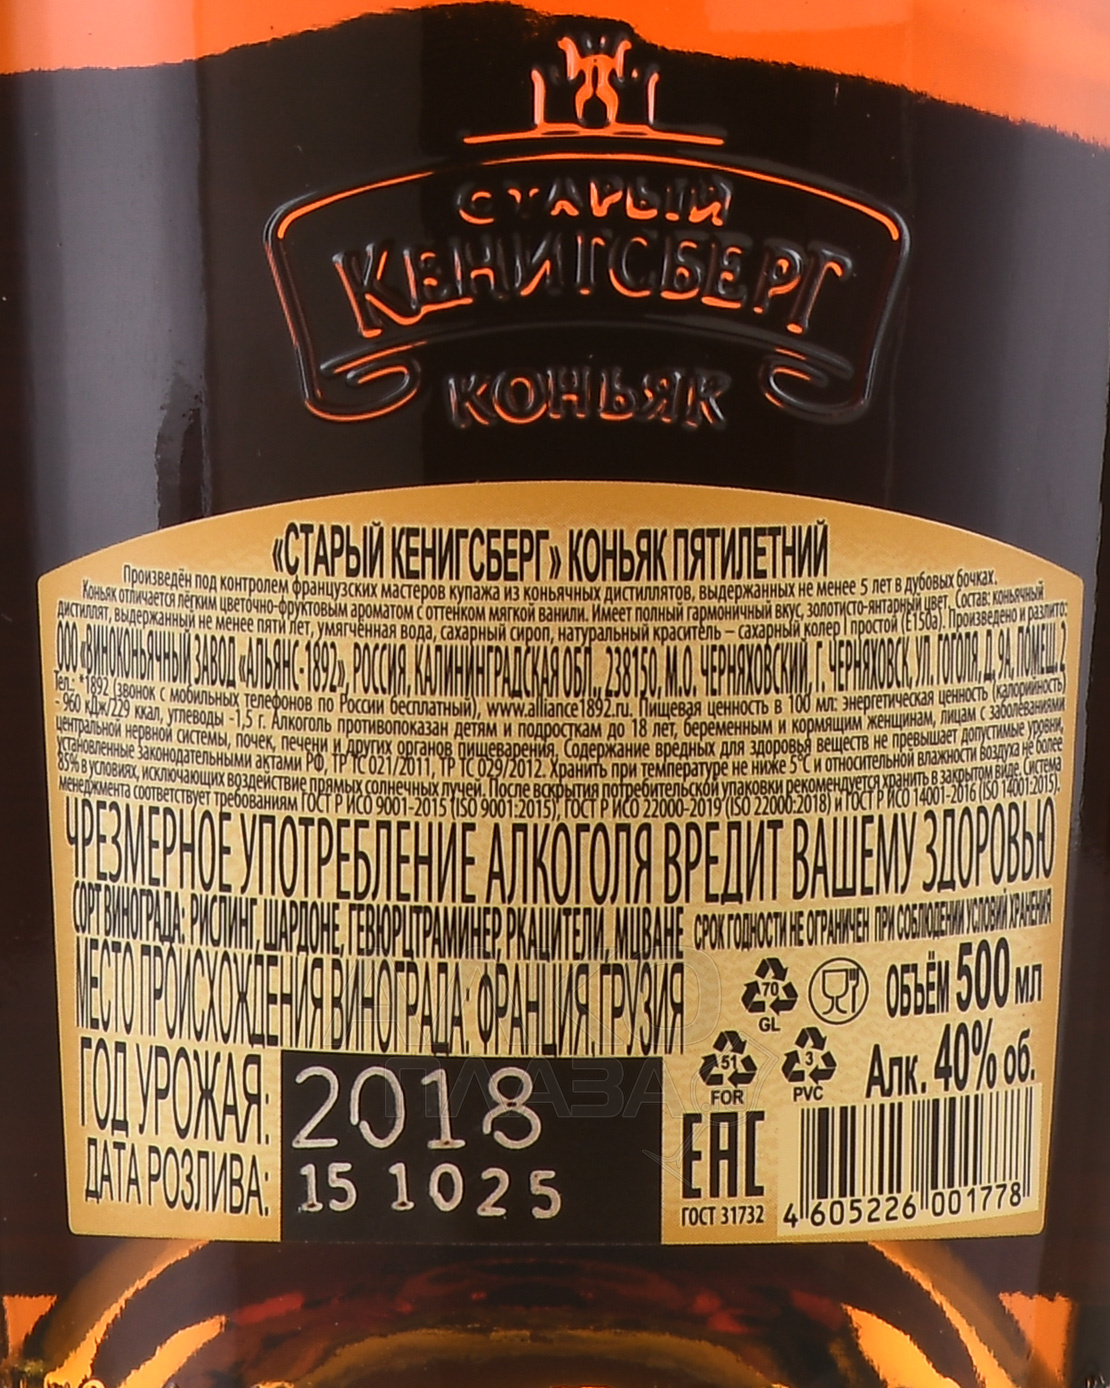 СТАРЫЙ
КЕНИГСБЕРГ
КОНЬЯК
«СТАРЫЙ КЕНИГСБЕРГ» КОНЬЯК ПЯТИЛЕТНИЙ
Произведён под контролем французских мастеров купажа из коньячных дистиллятов, выдержанных не менее 5 лет в дубовых бочках.
Коньяк отличается лёгким цветочно-фруктовым ароматом с оттенком мягкой ванили. Имеет полный гармоничный вкус, золотисто-янтарный цвет. Состав: коньячный
дистиллят, выдержанный не менее пяти лет, умягчённая вода, сахарный сироп, натуральный краситель – сахарный колер I простой (E150a). Произведено и разлито:
ООО «ВИНОКОНЬЯЧНЫЙ ЗАВОД «АЛЬЯНС-1892», РОССИЯ, КАЛИНИНГРАДСКАЯ ОБЛ., 238150, М.О. ЧЕРНЯХОВСКИЙ, Г. ЧЕРНЯХОВСК, УЛ. ГОГОЛЯ, Д. 9А, ПОМЕЩ. 2
Тел.: *1892 (звонок с мобильных телефонов по России бесплатный), www.alliance1892.ru. Пищевая ценность в 100 мл: энергетическая ценность (калорийность)
- 960 кДж/229 ккал, углеводы -1,5 г. Алкоголь противопоказан детям и подросткам до 18 лет, беременным и кормящим женщинам, лицам с заболеваниями
центральной нервной системы, почек, печени и других органов пищеварения. Содержание вредных для здоровья веществ не превышает допустимые уровни,
установленные законодательными актами РФ, ТР ТС 021/2011, ТР ТС 029/2012. Хранить при температуре не ниже 5°С и относительной влажности воздуха не более
85% в условиях, исключающих воздействие прямых солнечных лучей. После вскрытия потребительской упаковки рекомендуется хранить в закрытом виде. Система
менеджмента соответствует требованиям ГОСТ Р ИСО 9001-2015 (ISO 9001:2015), ГОСТ Р ИСО 22000-2019 (ISO 22000:2018) и ГОСТ Р ИСО 14001-2016 (ISO 14001:2015).
ЧРЕЗМЕРНОЕ УПОТРЕБЛЕНИЕ АЛКОГОЛЯ ВРЕДИТ ВАШЕМУ ЗДОРОВЬЮ
СОРТ ВИНОГРАДА: РИСЛИНГ, ШАРДОНЕ, ГЕВЮРЦТРАМИНЕР, РКАЦИТЕЛИ, МЦВАНЕ
СРОК ГОДНОСТИ НЕ ОГРАНИЧЕН ПРИ СОБЛЮДЕНИИ УСЛОВИЙ ХРАНЕНИЯ
МЕСТО ПРОИСХОЖДЕНИЯ ВИНОГРАДА: ФРАНЦИЯ, ГРУЗИЯ
70
GL
ОБЪЁМ 500 мл
51
FOR
3
PVC
Алк. 40% об.
ГОД УРОЖАЯ: 2018
ДАТА РОЗЛИВА: 15 1025
ЕАС
ГОСТ 31732
4 605226 001778
АЛКО
ПЛАЗА